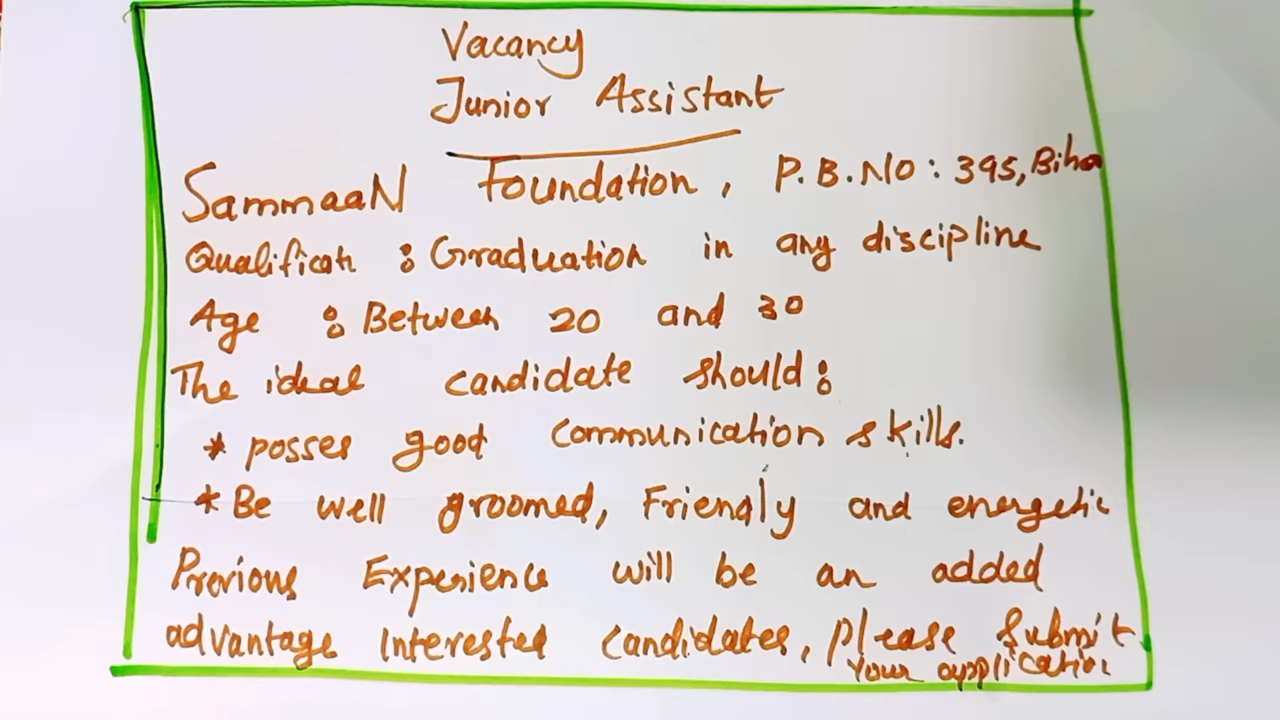 Vacancy
Junior Assistant
SammaaN Foundation, P.B.NO: 395, Bihar
Qualificatn : Graduation in any discipline
Age : Between 20 and 30
The ideal candidate should:
* posses good communication skills.
* Be well groomed, Friendly and energetic
Previous Experience will be an added
advantage Interested candidates, please submit
Your application